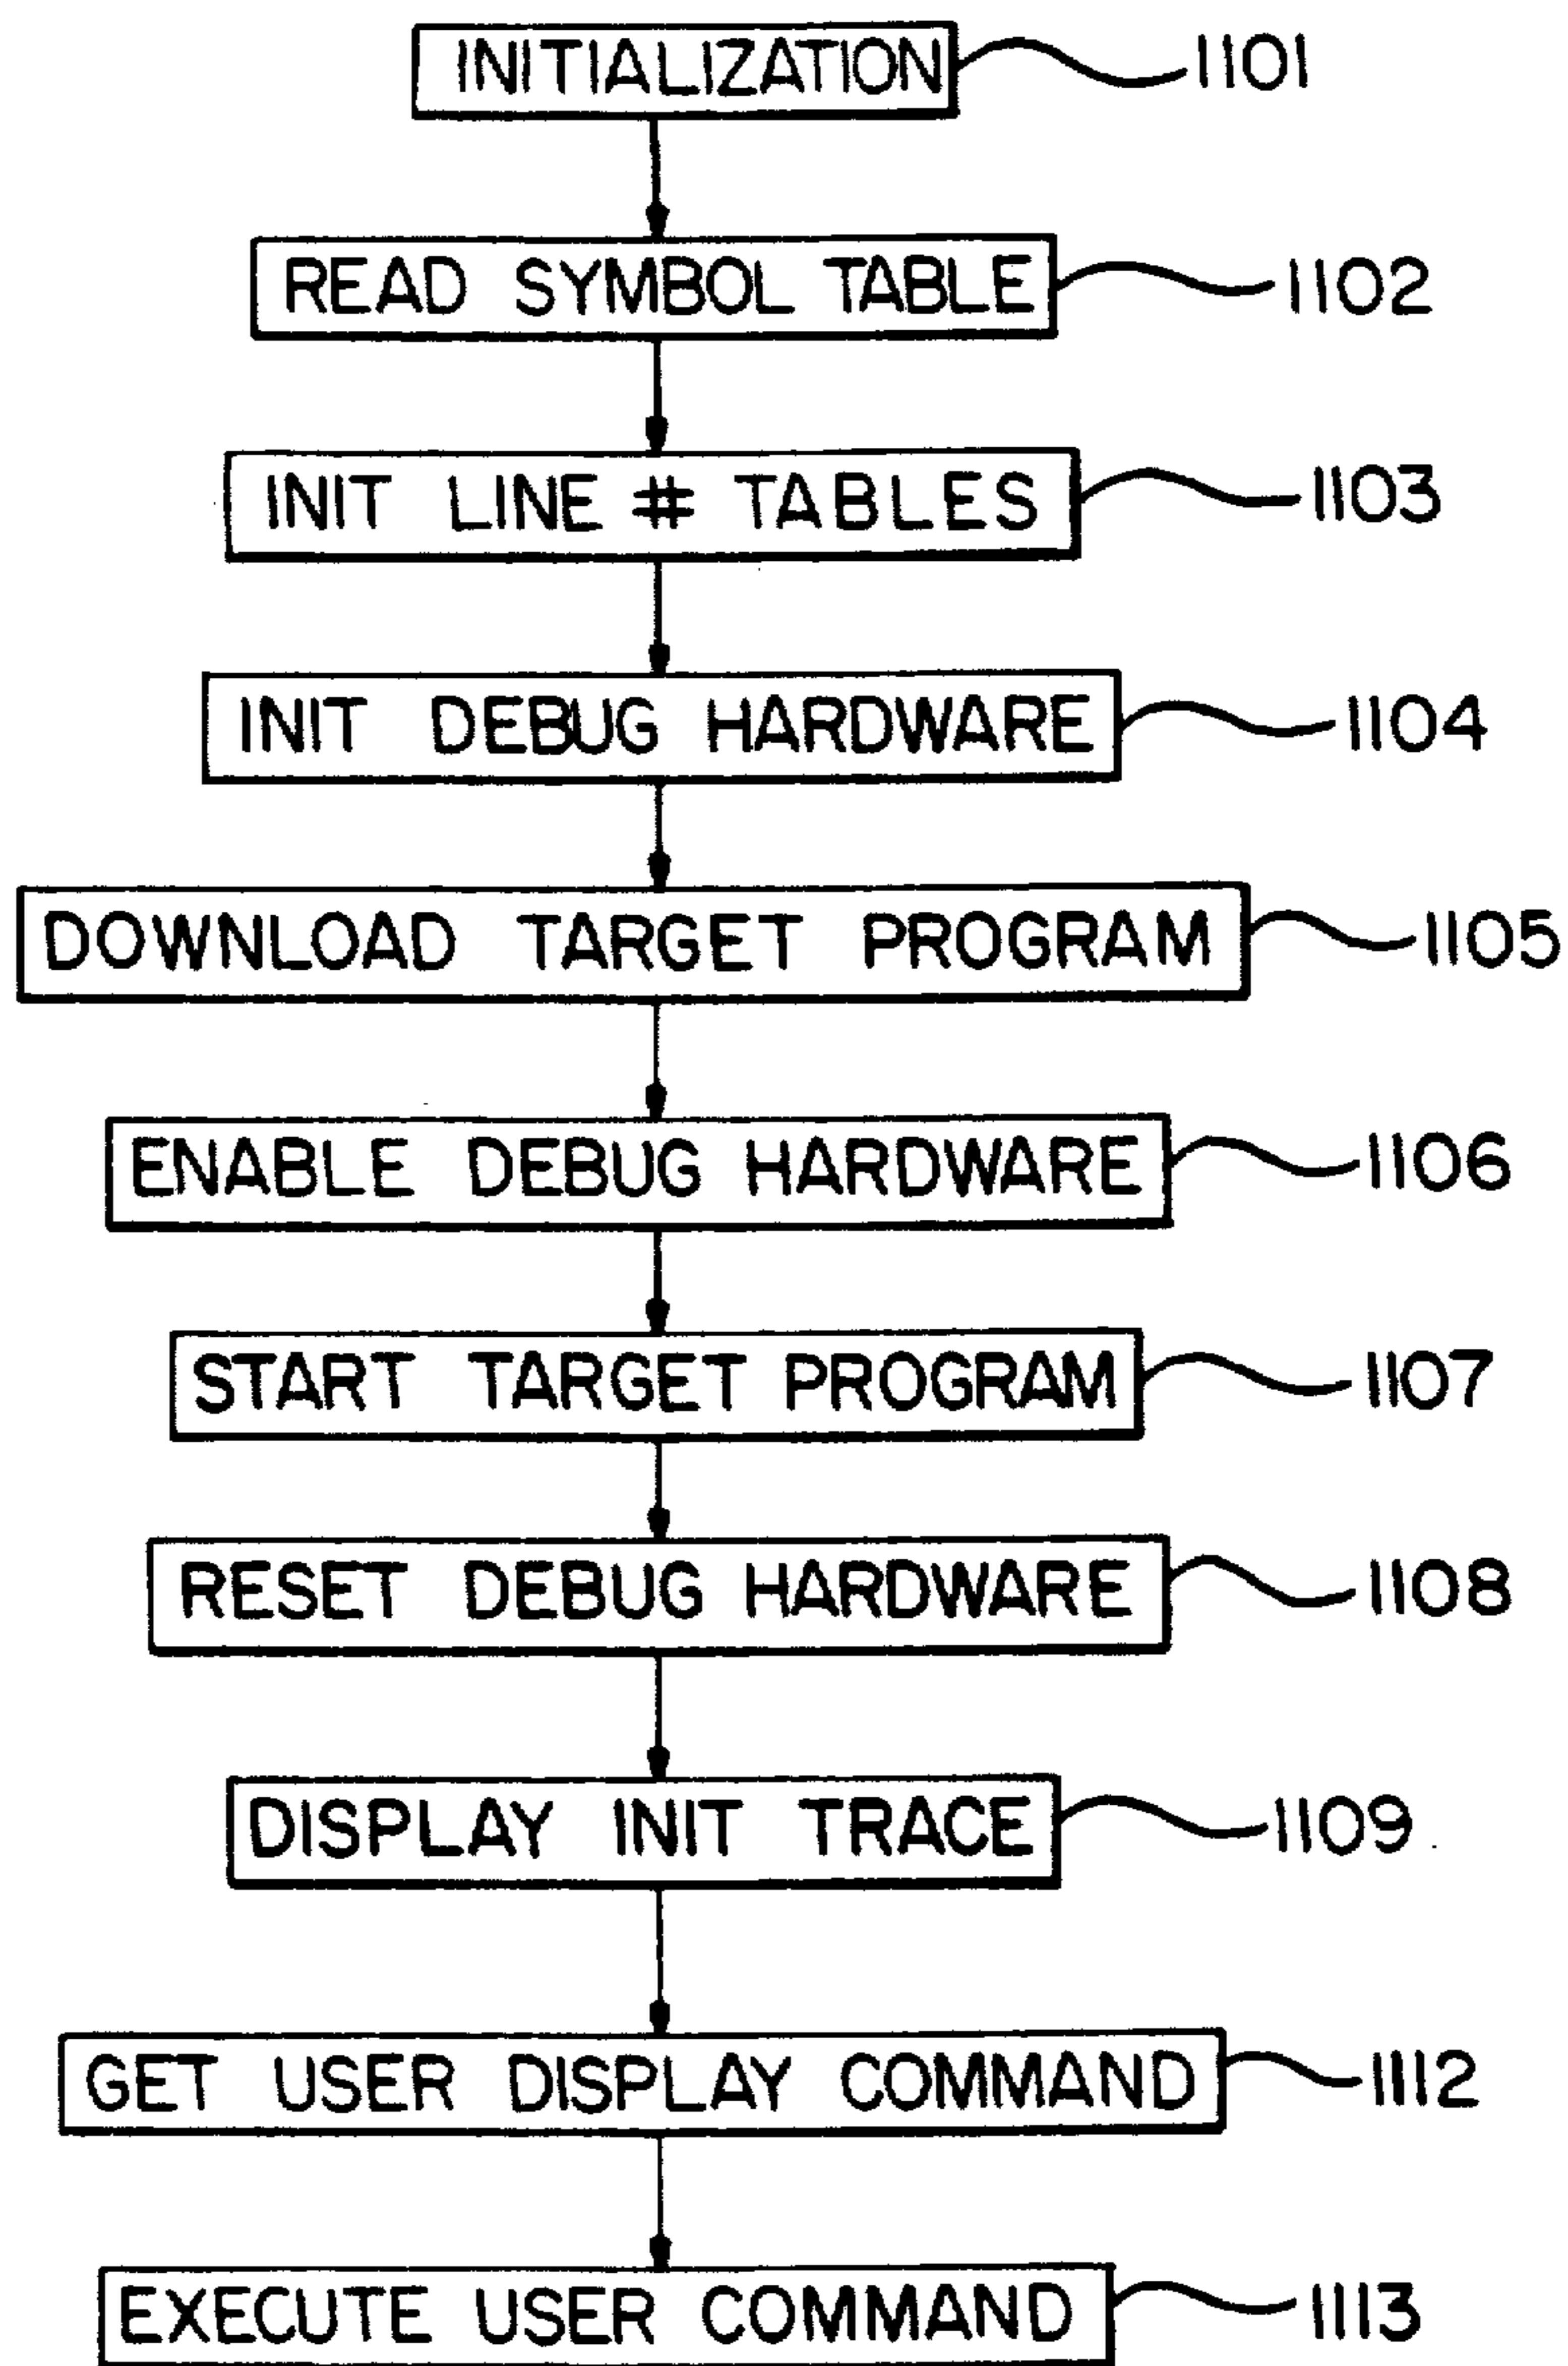 INITIALIZATION 1101
READ SYMBOL TABLE 1102
INIT LINE # TABLES 1103
INIT DEBUG HARDWARE 1104
DOWNLOAD TARGET PROGRAM 1105
ENABLE DEBUG HARDWARE 1106
START TARGET PROGRAM 1107
RESET DEBUG HARDWARE 1108
DISPLAY INIT TRACE 1109
GET USER DISPLAY COMMAND 1112
EXECUTE USER COMMAND 1113